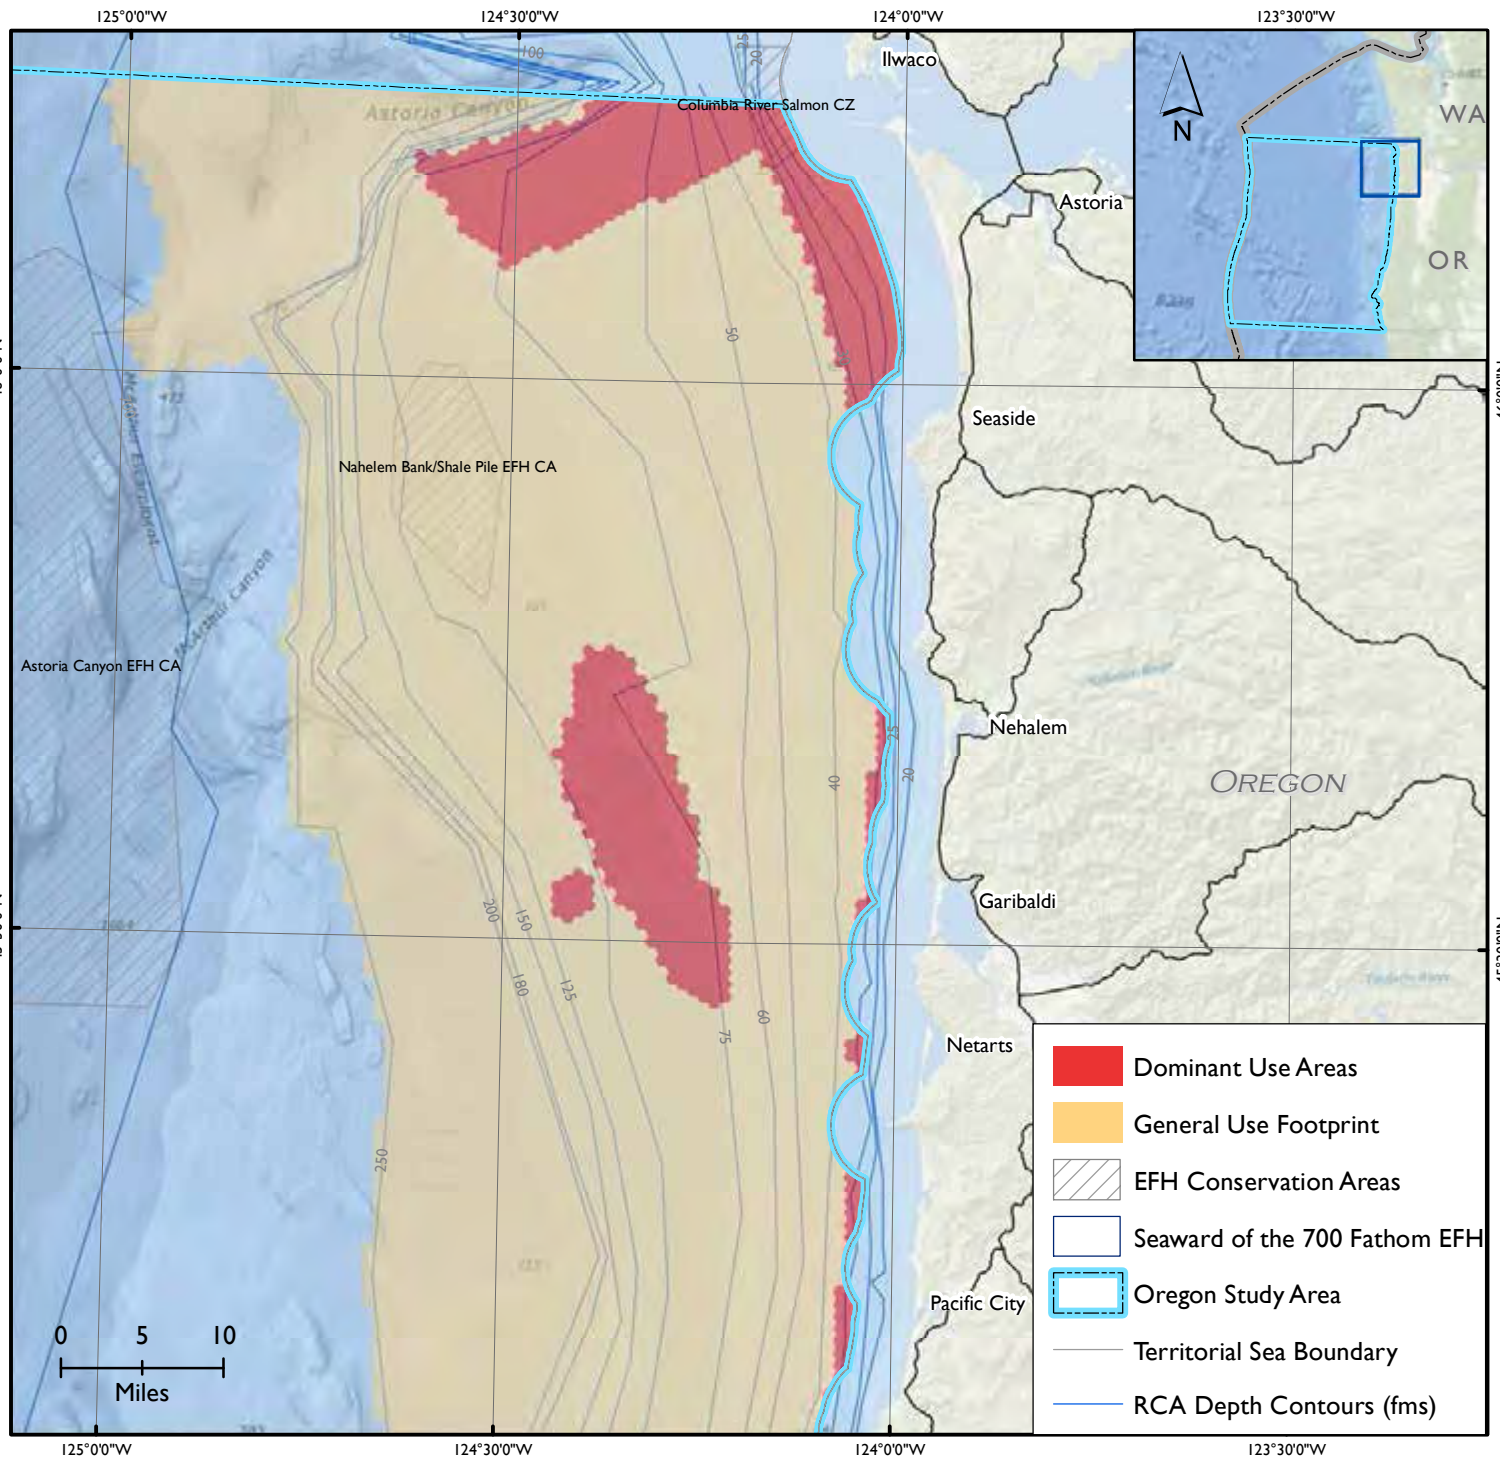 125°0'0"W
124°30'0"W
124°0'0"W
123°30'0"W
100
25
20
Ilwaco
Astoria Canyon
Columbia River Salmon CZ
N
WA
Astoria
OR
50
Seaside
Nahelem Bank/Shale Pile EFH CA
McArthur Canyon
Astoria Canyon EFH CA
Nehalem
25
20
40
OREGON
Garibaldi
200
150
180
125
60
75
Netarts
250
Pacific City
Dominant Use Areas
General Use Footprint
EFH Conservation Areas
Seaward of the 700 Fathom EFH
Oregon Study Area
Territorial Sea Boundary
RCA Depth Contours (fms)
0 5 10
Miles
125°0'0"W
124°30'0"W
124°0'0"W
123°30'0"W